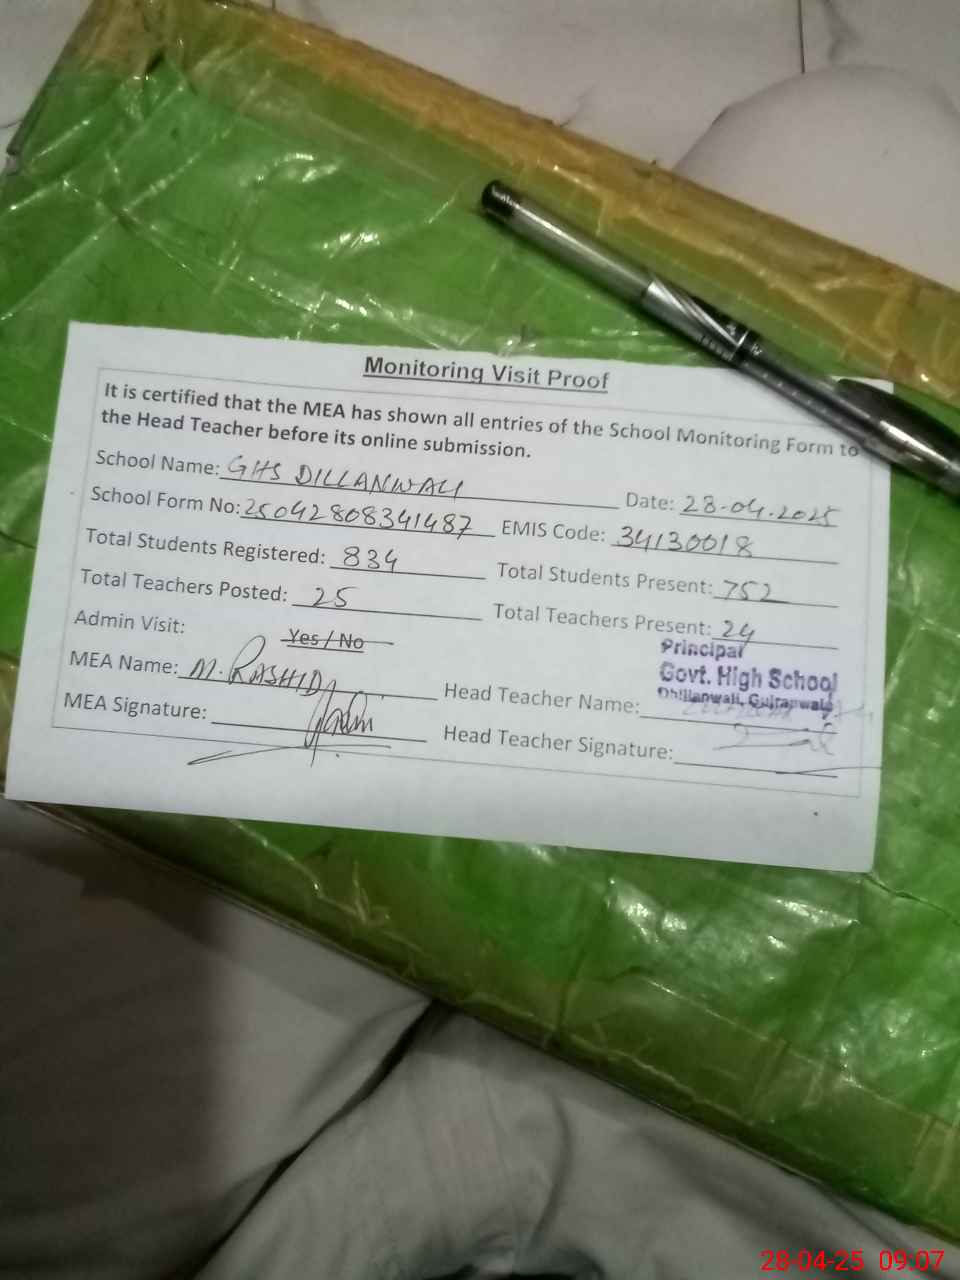 Monitoring Visit Proof
It is certified that the MEA has shown all entries of the School Monitoring Form to
the Head Teacher before its online submission.
School Name: GHS DILLANWALI Date: 28.04.2025
School Form No: 25042808341487 EMIS Code: 34130018
Total Students Registered: 834 Total Students Present: 752
Total Teachers Posted: 25 Total Teachers Present: 24
Admin Visit: Yes / No
Principal
Govt. High School
Dhillanwali, Gujranwala
MEA Name: M. RASHID Head Teacher Name:
MEA Signature: Head Teacher Signature:
28-04-25 09:07